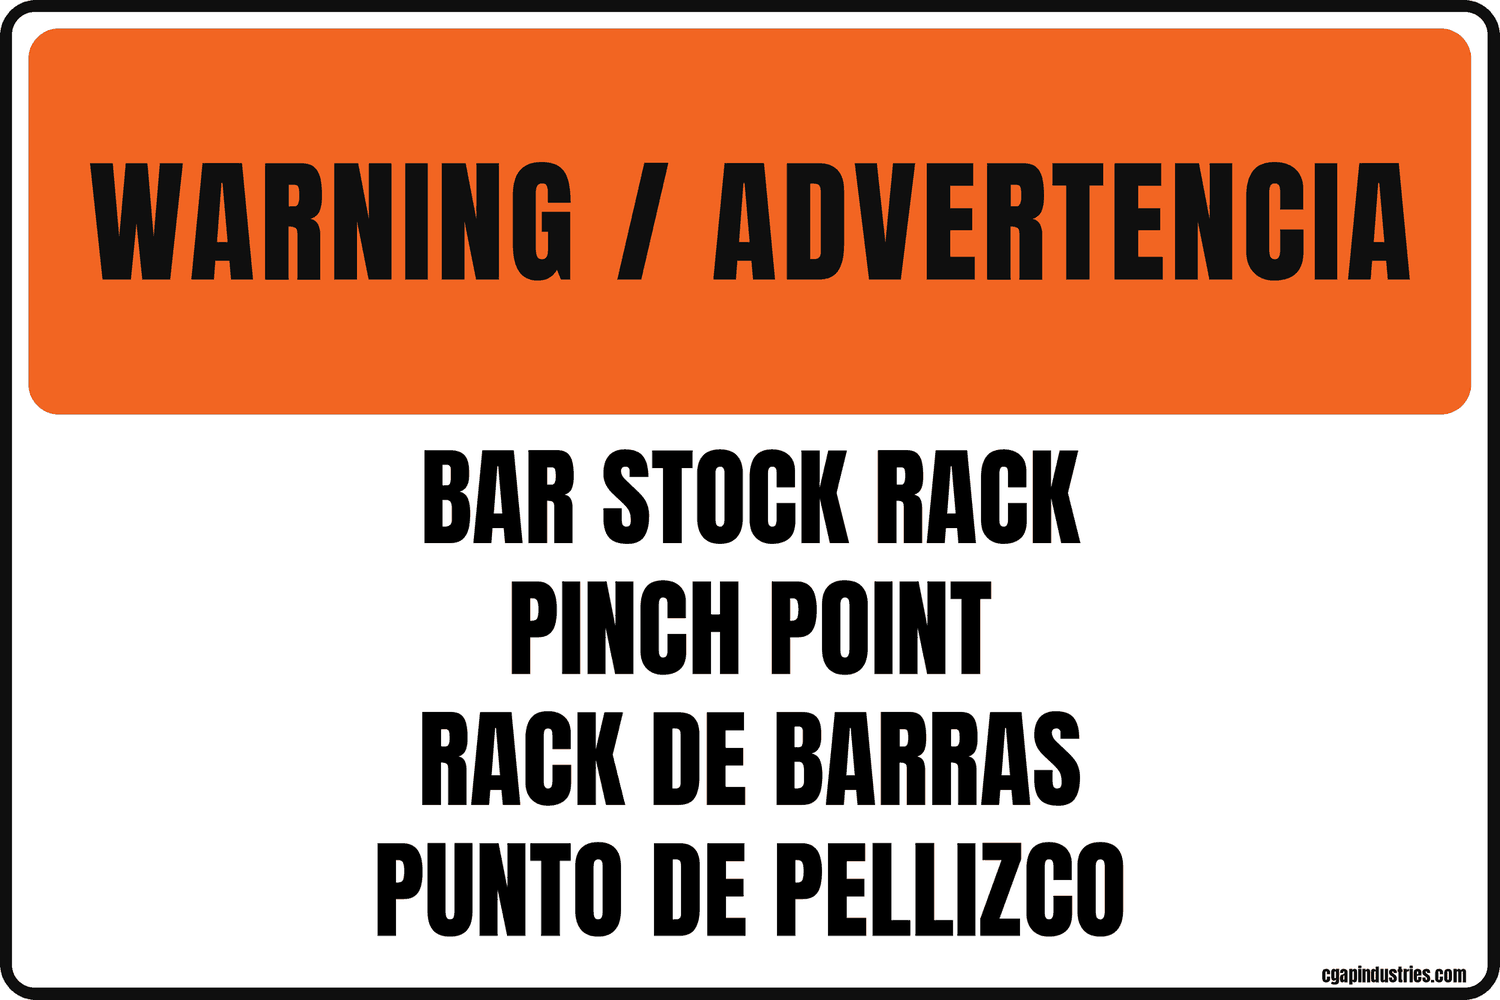 WARNING / ADVERTENCIA
BAR STOCK RACK
PINCH POINT
RACK DE BARRAS
PUNTO DE PELLIZCO
cgapindustries.com